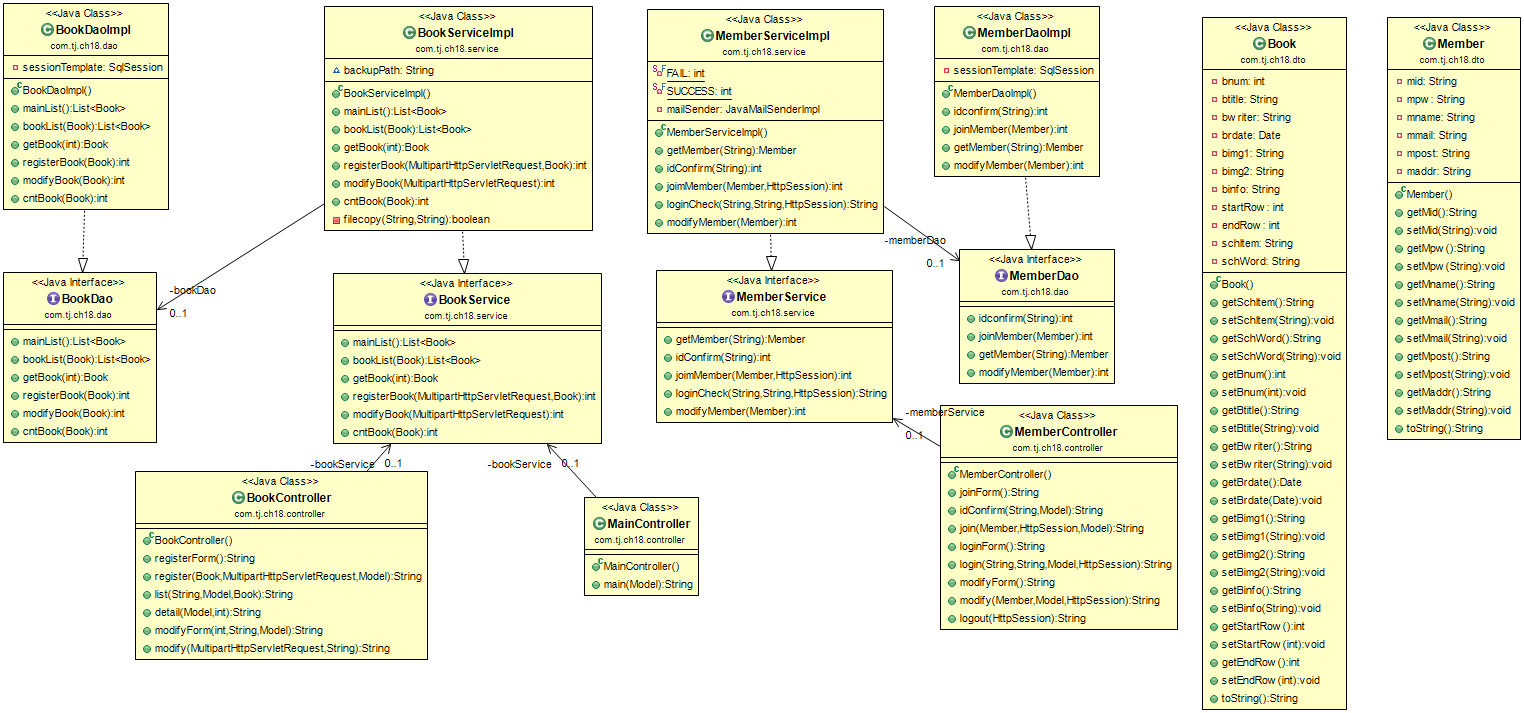 <<Java Class>>
BookDaoImpl
com.tj.ch18.dao
sessionTemplate: SqlSession
BookDaoImpl()
mainList():List<Book>
bookList(Book):List<Book>
getBook(int):Book
registerBook(Book):int
modifyBook(Book):int
cntBook(Book):int
<<Java Class>>
BookServiceImpl
com.tj.ch18.service
backupPath: String
BookServiceImpl()
mainList():List<Book>
bookList(Book):List<Book>
getBook(int):Book
registerBook(MultipartHttpServletRequest,Book):int
modifyBook(MultipartHttpServletRequest):int
cntBook(Book):int
filecopy(String,String):boolean
<<Java Class>>
MemberServiceImpl
com.tj.ch18.service
FAIL: int
SUCCESS: int
mailSender: JavaMailSenderImpl
MemberServiceImpl()
getMember(String):Member
idConfirm(String):int
joimMember(Member,HttpSession):int
loginCheck(String,String,HttpSession):String
modifyMember(Member):int
<<Java Class>>
MemberDaoImpl
com.tj.ch18.dao
sessionTemplate: SqlSession
MemberDaoImpl()
idconfirm(String):int
joinMember(Member):int
getMember(String):Member
modifyMember(Member):int
<<Java Class>>
Book
com.tj.ch18.dto
bnum: int
btitle: String
bwriter: String
brdate: Date
bimg1: String
bimg2: String
binfo: String
startRow: int
endRow: int
schItem: String
schWord: String
Book()
getSchItem():String
setSchItem(String):void
getSchWord():String
setSchWord(String):void
getBnum():int
setBnum(int):void
getBtitle():String
setBtitle(String):void
getBwriter():String
setBwriter(String):void
getBrdate():Date
setBrdate(Date):void
getBimg1():String
setBimg1(String):void
getBimg2():String
setBimg2(String):void
getBinfo():String
setBinfo(String):void
getStartRow():int
setStartRow(int):void
getEndRow():int
setEndRow(int):void
toString():String
<<Java Class>>
Member
com.tj.ch18.dto
mid: String
mpw: String
mname: String
mmail: String
mpost: String
maddr: String
Member()
getMid():String
setMid(String):void
getMpw():String
setMpw(String):void
getMname():String
setMname(String):void
getMmail():String
setMmail(String):void
getMpost():String
setMpost(String):void
getMaddr():String
setMaddr(String):void
toString():String
<<Java Interface>>
BookDao
com.tj.ch18.dao
mainList():List<Book>
bookList(Book):List<Book>
getBook(int):Book
registerBook(Book):int
modifyBook(Book):int
cntBook(Book):int
-bookDao
0..1
<<Java Interface>>
BookService
com.tj.ch18.service
mainList():List<Book>
bookList(Book):List<Book>
getBook(int):Book
registerBook(MultipartHttpServletRequest,Book):int
modifyBook(MultipartHttpServletRequest):int
cntBook(Book):int
<<Java Interface>>
MemberService
com.tj.ch18.service
getMember(String):Member
idConfirm(String):int
joimMember(Member,HttpSession):int
loginCheck(String,String,HttpSession):String
modifyMember(Member):int
-memberDao
0..1
<<Java Interface>>
MemberDao
com.tj.ch18.dao
idconfirm(String):int
joinMember(Member):int
getMember(String):Member
modifyMember(Member):int
-bookService
0..1
<<Java Class>>
BookController
com.tj.ch18.controller
BookController()
registerForm():String
register(Book,MultipartHttpServletRequest,Model):String
list(String,Model,Book):String
detail(Model,int):String
modifyForm(int,String,Model):String
modify(MultipartHttpServletRequest,String):String
-bookService
0..1
<<Java Class>>
MainController
com.tj.ch18.controller
MainController()
main(Model):String
-memberService
0..1
<<Java Class>>
MemberController
com.tj.ch18.controller
MemberController()
joinForm():String
idConfirm(String,Model):String
join(Member,HttpSession,Model):String
loginForm():String
login(String,String,Model,HttpSession):String
modifyForm():String
modify(Member,Model,HttpSession):String
logout(HttpSession):String